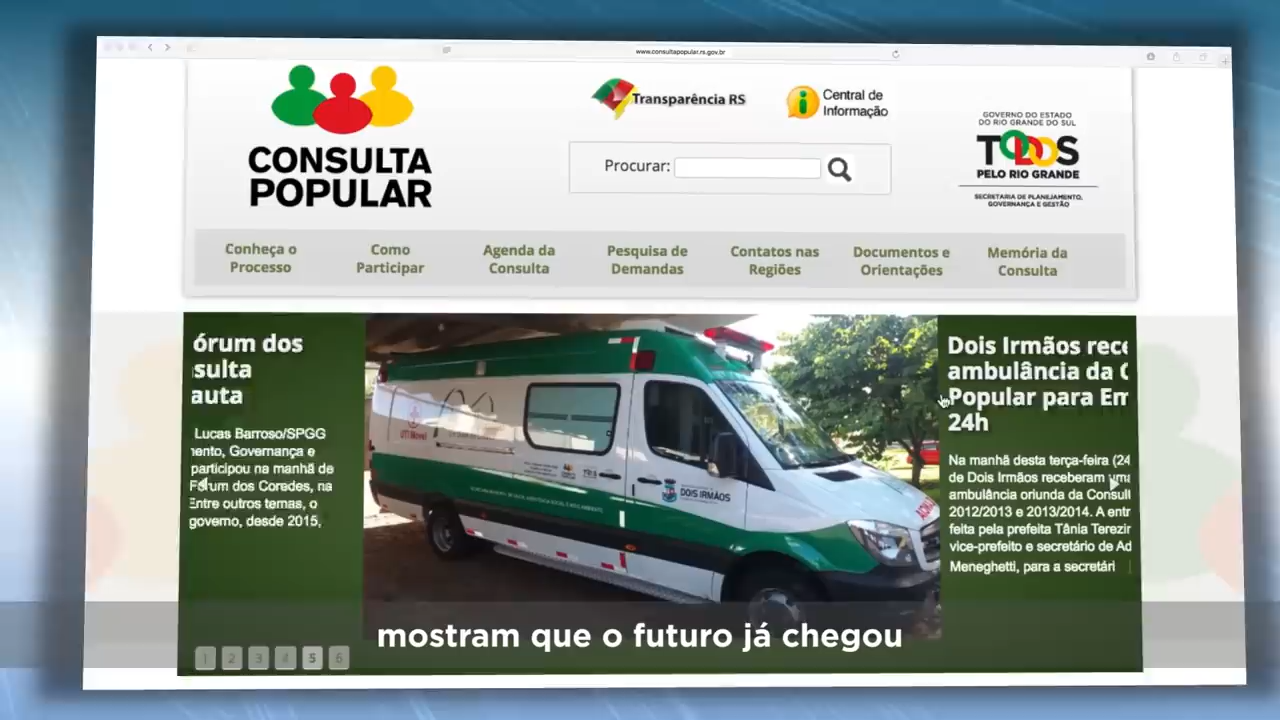 www.consultapopular.rs.gov.br
CONSULTA
POPULAR
Transparência RS
Central de
Informação
Procurar:
GOVERNO DO ESTADO
DO RIO GRANDE DO SUL
TODOS
PELO RIO GRANDE
SECRETARIA DE PLANEJAMENTO,
GOVERNANÇA E GESTÃO
Conheça o
Processo
Como
Participar
Agenda da
Consulta
Pesquisa de
Demandas
Contatos nas
Regiões
Documentos e
Orientações
Memória da
Consulta
órum dos
sulta
auta
Lucas Barroso/SPGG
nento, Governança e
participou na manhã de
Fórum dos Coredes, na
Entre outros temas, o
governo, desde 2015,
UTI Móvel
DOIS IRMÃOS
Dois Irmãos rece
ambulância da C
Popular para Em
24h
Na manhã desta terça-feira (24
de Dois Irmãos receberam uma
ambulância oriunda da Consult
2012/2013 e 2013/2014. A entr
feita pela prefeita Tânia Terezir
vice-prefeito e secretário de Ad
Meneghetti, para a secretári
mostram que o futuro já chegou
1 2 3 4 5 6